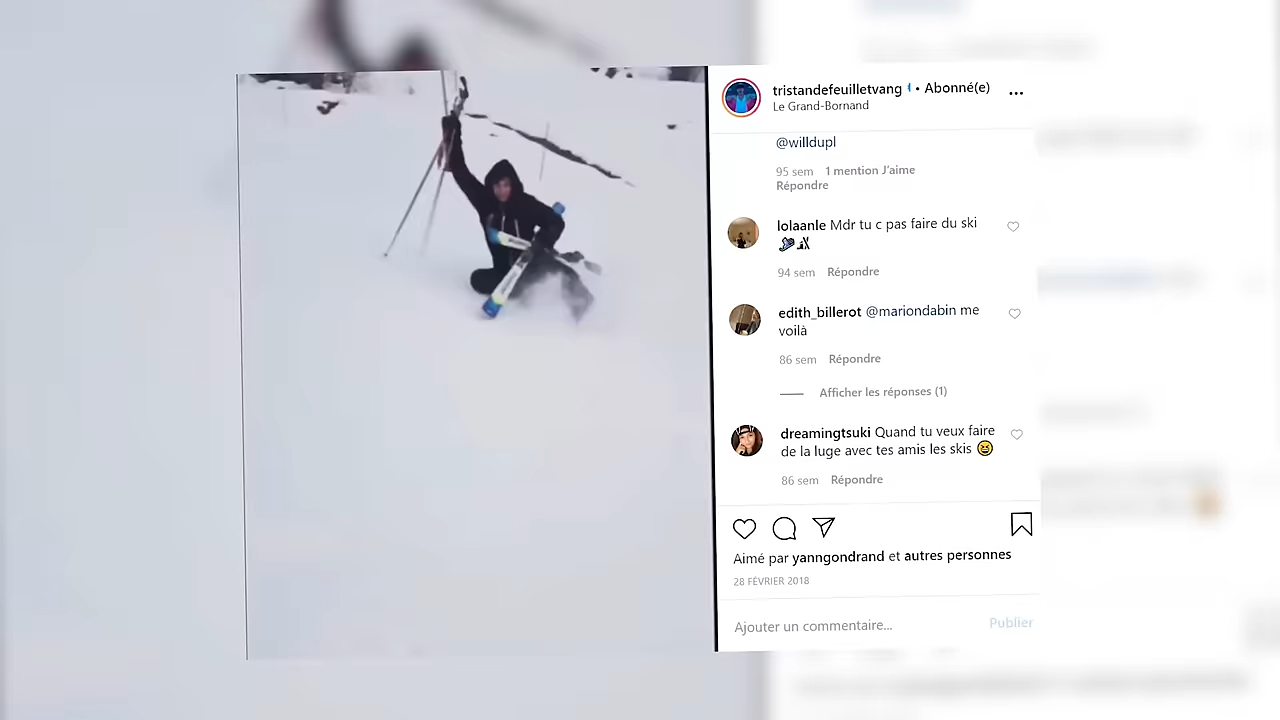 tristandefeuilletvang • Abonné(e)
Le Grand-Bornand
@willdupl
95 sem 1 mention J'aime
Répondre
lolaanle Mdr tu c pas faire du ski
94 sem Répondre
edith_billerot @mariondabin me
voilà
86 sem Répondre
Afficher les réponses (1)
dreamingtsuki Quand tu veux faire
de la luge avec tes amis les skis 😆
86 sem Répondre
Aimé par yanngondrand et autres personnes
28 FÉVRIER 2018
Ajouter un commentaire... Publier